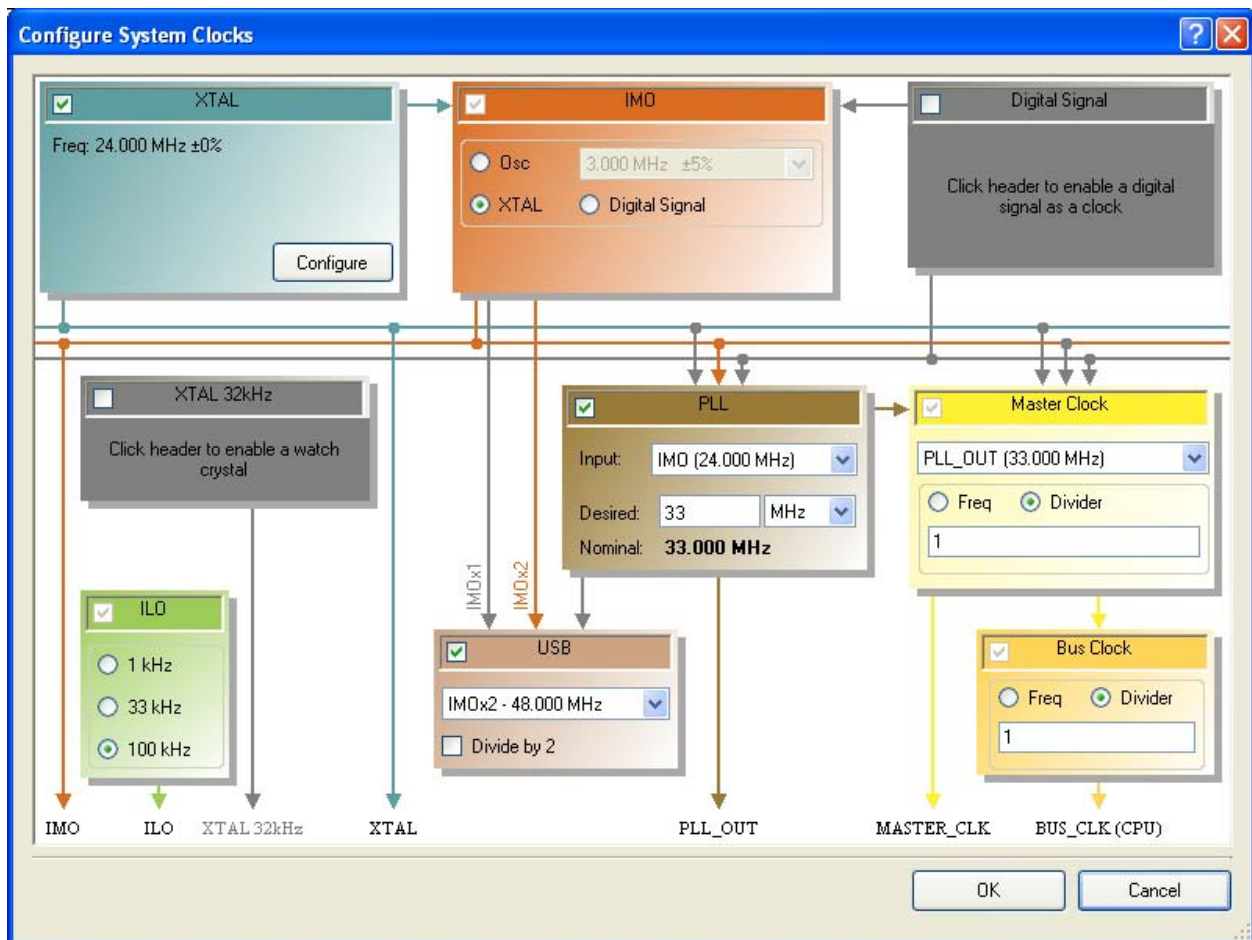 Configure System Clocks
XTAL
Freq: 24.000 MHz ±0%
Configure
IMO
Osc
3.000 MHz ±5%
XTAL
Digital Signal
Digital Signal
Click header to enable a digital
signal as a clock
XTAL 32kHz
Click header to enable a watch
crystal
PLL
Input:
IMO (24.000 MHz)
Desired:
33
MHz
Nominal:
33.000 MHz
Master Clock
PLL_OUT (33.000 MHz)
Freq
Divider
1
IMOx1
IMOx2
ILO
1 kHz
33 kHz
100 kHz
USB
IMOx2 - 48.000 MHz
Divide by 2
Bus Clock
Freq
Divider
1
IMO
ILO
XTAL 32kHz
XTAL
PLL_OUT
MASTER_CLK
BUS_CLK (CPU)
OK
Cancel